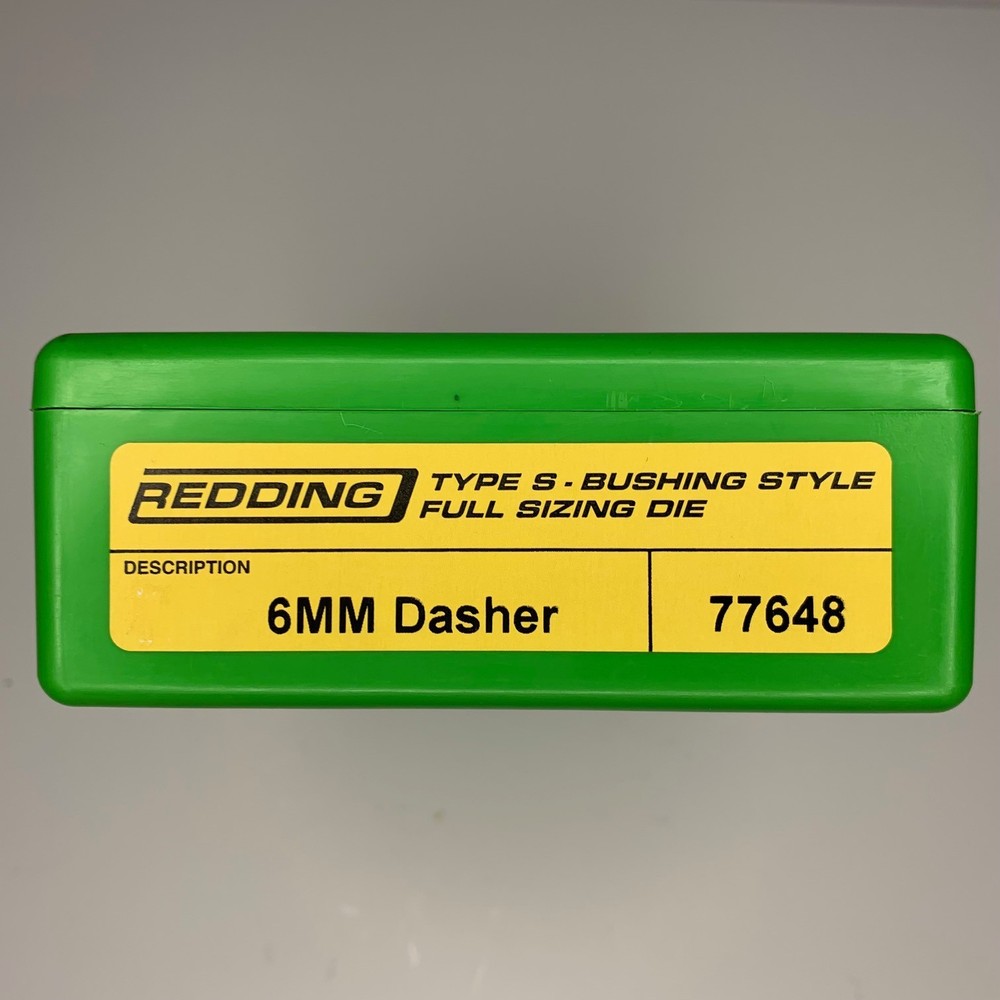 REDDING
TYPE S - BUSHING STYLE
FULL SIZING DIE
DESCRIPTION
6MM Dasher
77648